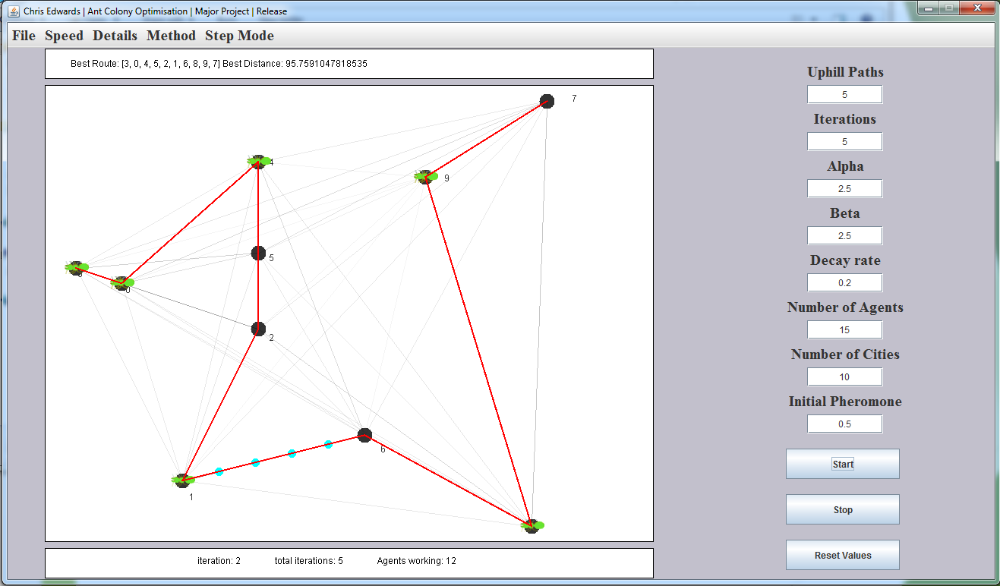 Chris Edwards | Ant Colony Optimisation | Major Project | Release
File Speed Details Method Step Mode
Best Route: [3, 0, 4, 5, 2, 1, 6, 8, 9, 7] Best Distance: 95.7591047818535
7
4
9
5
3
0
2
6
1
iteration: 2 total iterations: 5 Agents working: 12
Uphill Paths
5
Iterations
5
Alpha
2.5
Beta
2.5
Decay rate
0.2
Number of Agents
15
Number of Cities
10
Initial Pheromone
0.5
Start
Stop
Reset Values